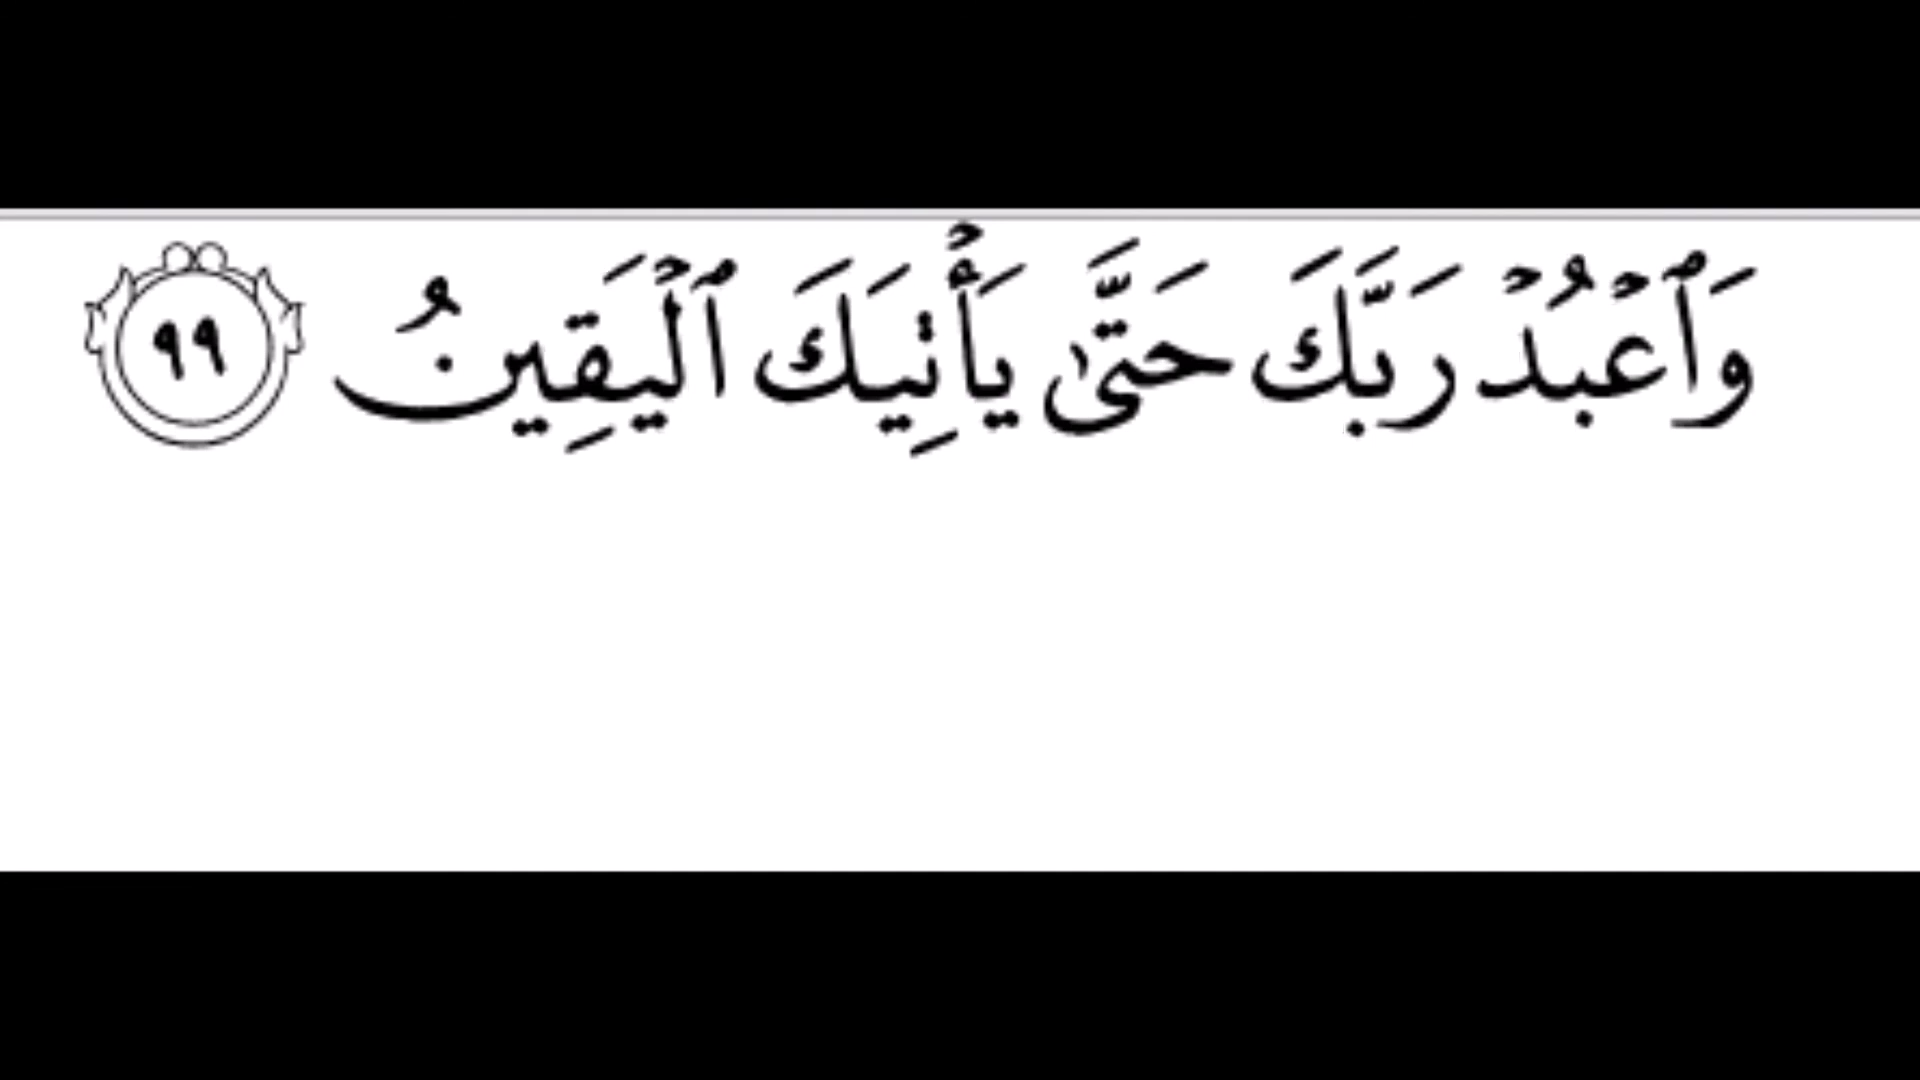 وَٱعۡبُدۡ رَبَّكَ حَتَّىٰ يَأۡتِيَكَ ٱلۡيَقِينُ ٩٩